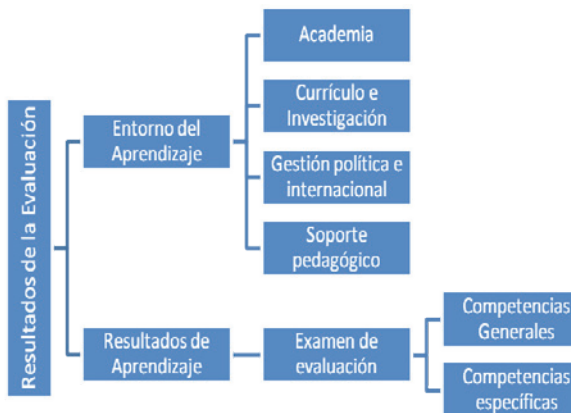 Resultados de la Evaluación
Entorno del
Aprendizaje
Academia
Currículo e
Investigación
Gestión política e
internacional
Soporte
pedagógico
Resultados de
Aprendizaje
Examen de
evaluación
Competencias
Generales
Competencias
específicas